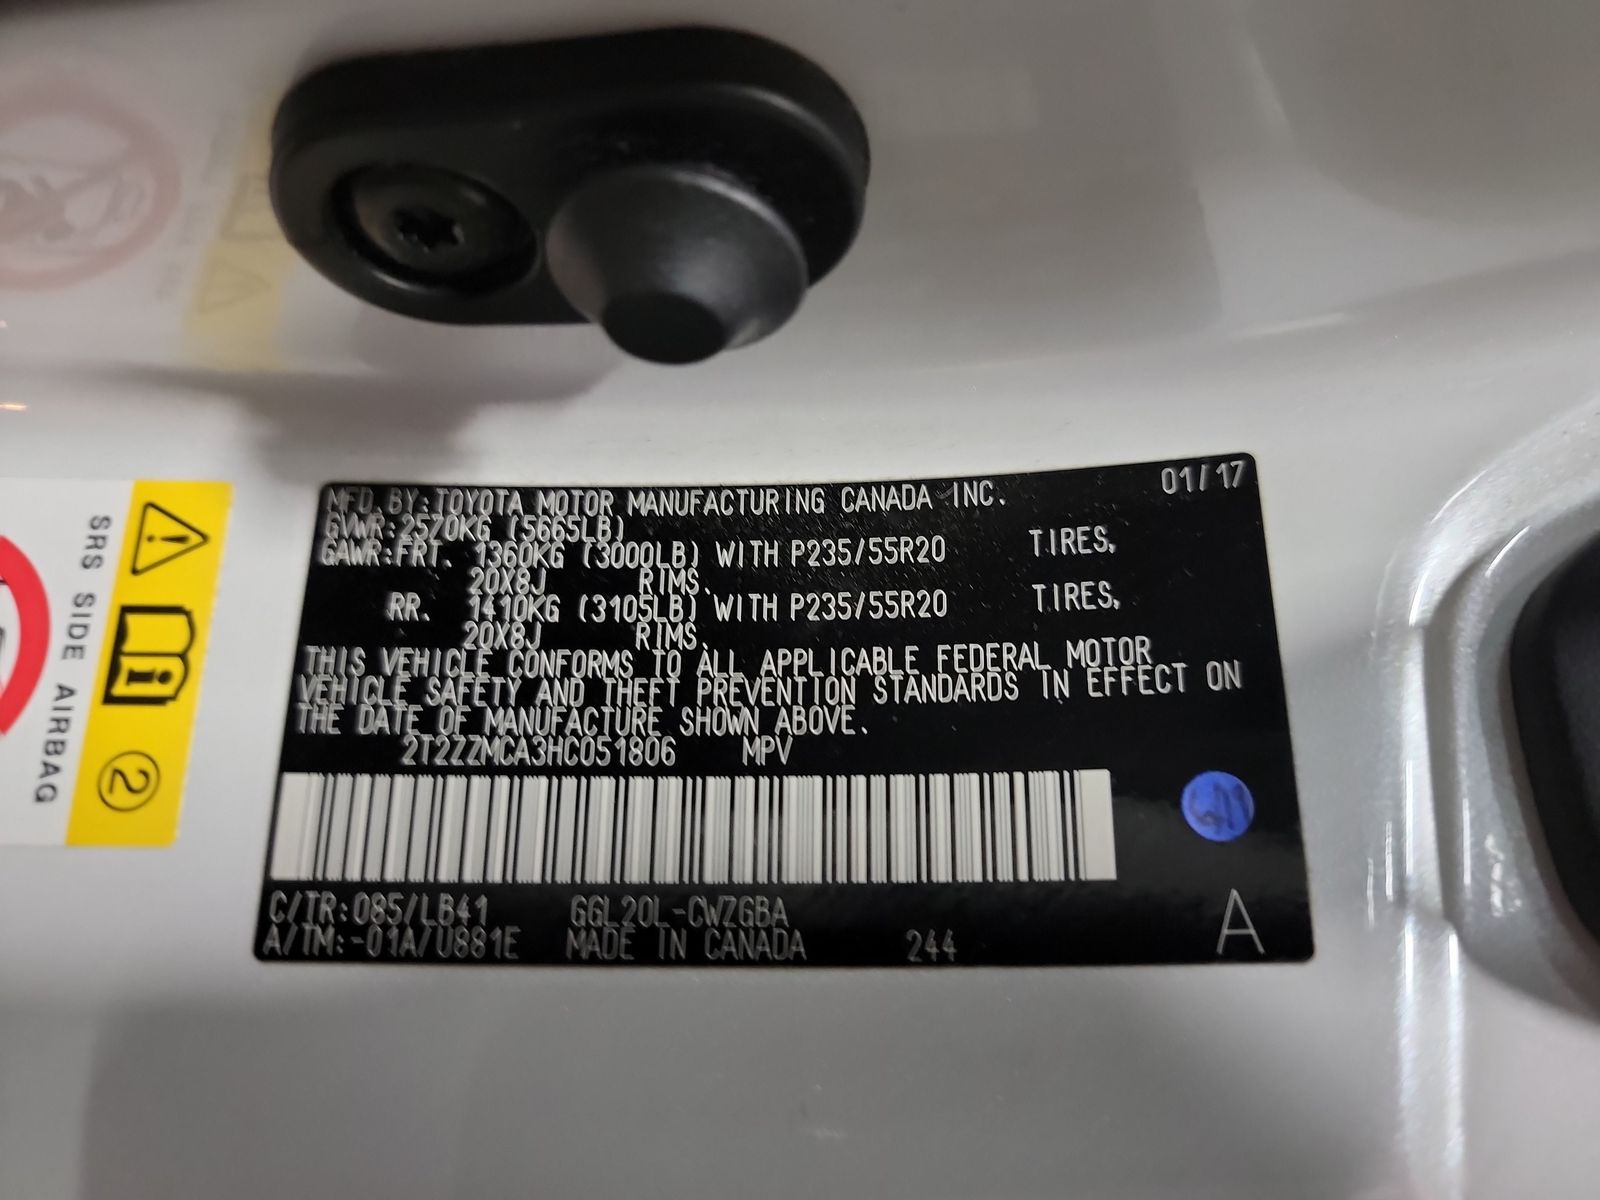 MFD. BY: TOYOTA MOTOR MANUFACTURING CANADA INC. 01/17
GVWR: 2570KG (5665LB)
GAWR: FRT. 1360KG (3000LB) WITH P235/55R20 TIRES,
20X8J RIMS.
RR. 1410KG (3105LB) WITH P235/55R20 TIRES,
20X8J RIMS.
THIS VEHICLE CONFORMS TO ALL APPLICABLE FEDERAL MOTOR
VEHICLE SAFETY AND THEFT PREVENTION STANDARDS IN EFFECT ON
THE DATE OF MANUFACTURE SHOWN ABOVE.
2T2ZZMCA3HC051806 MPV
C/TR: 085/LB41 GGL20L-CWZGBA
A/TM: -01A/U881E MADE IN CANADA 244 A
SRS SIDE AIRBAG
2